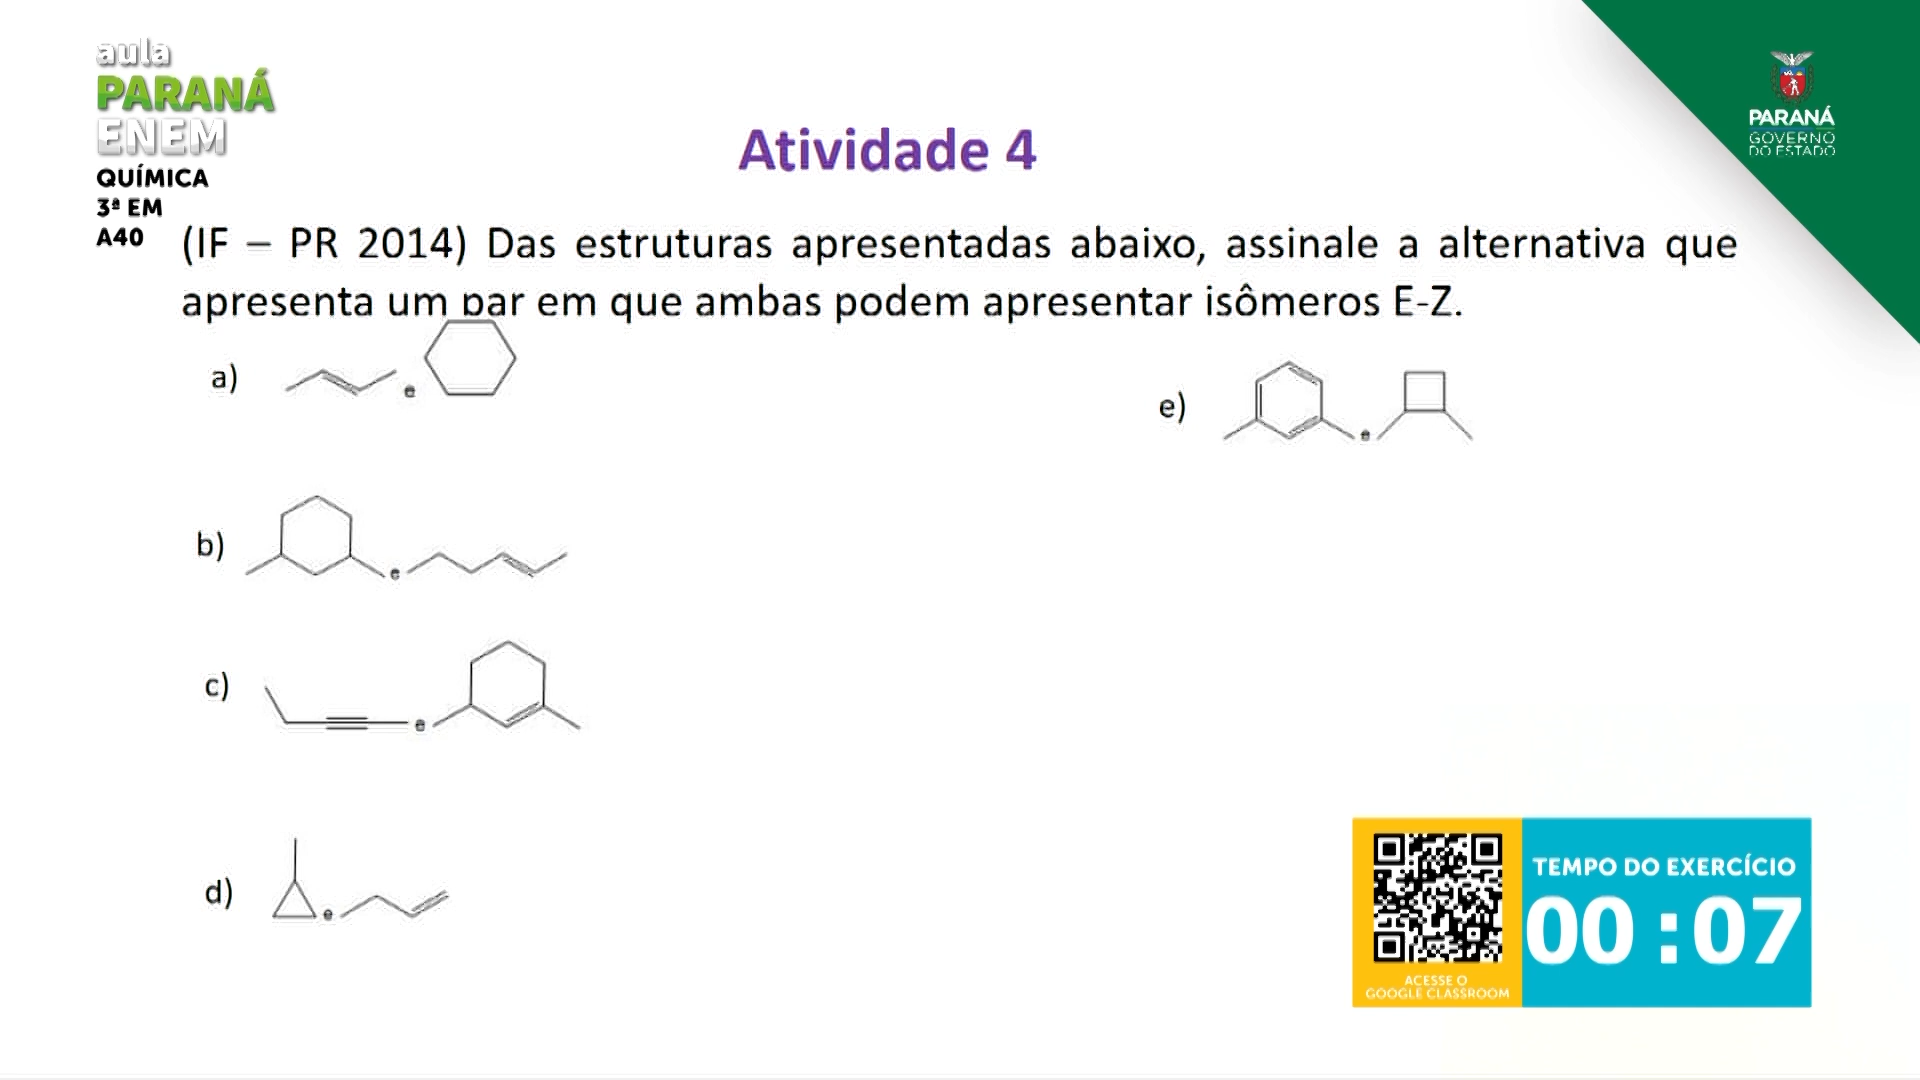 aula
PARANÁ
ENEM
QUÍMICA
3ª EM
A40
PARANÁ
GOVERNO
DO ESTADO
Atividade 4
(IF – PR 2014) Das estruturas apresentadas abaixo, assinale a alternativa que
apresenta um par em que ambas podem apresentar isômeros E-Z.
a) e
e) e
b) e
c) e
d) e
TEMPO DO EXERCÍCIO
00:07
ACESSE O
GOOGLE CLASSROOM